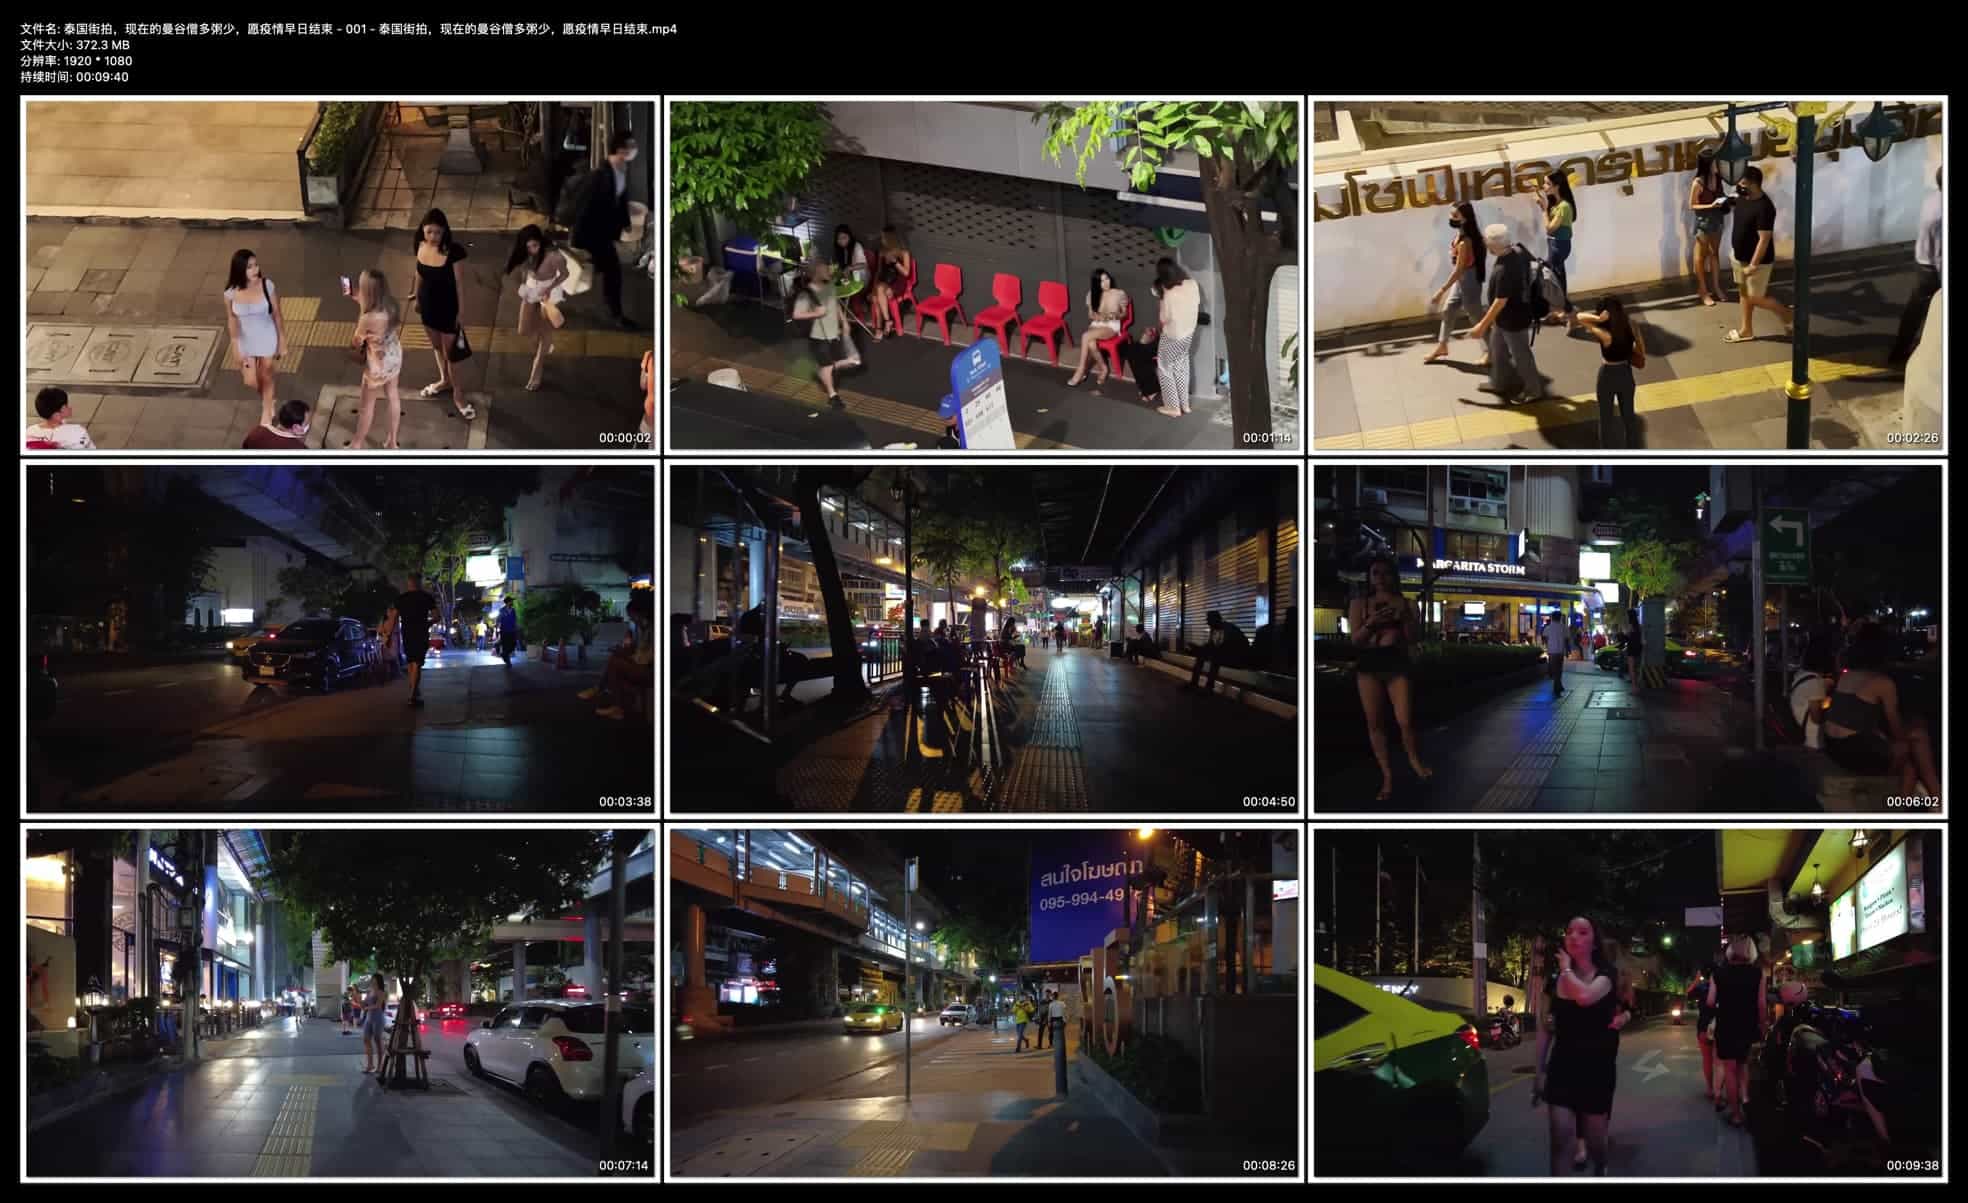 文件名: 泰国街拍，现在的曼谷僧多粥少，愿疫情早日结束 - 001 - 泰国街拍，现在的曼谷僧多粥少，愿疫情早日结束.mp4
文件大小: 372.3 MB
分辨率: 1920 * 1080
持续时间: 00:09:40
00:00:02
00:01:14
00:02:26
00:03:38
00:04:50
MARGARITA STORM
00:06:02
00:07:14
สนใจโฆษณา
095-994-49
00:08:26
00:09:38